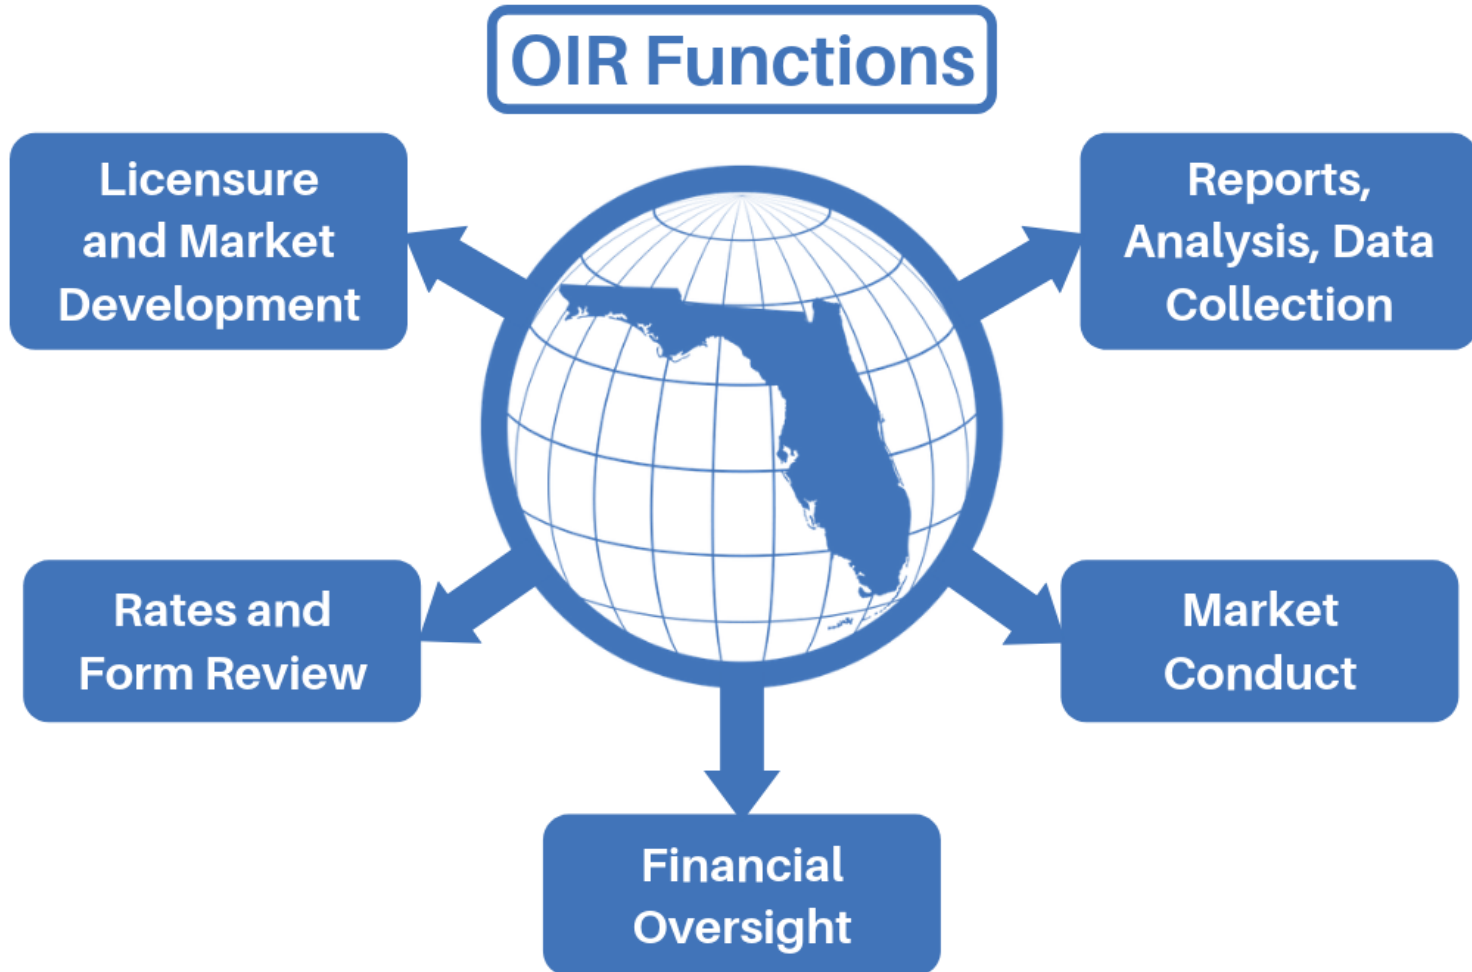 OIR Functions
Licensure
and Market
Development
Reports,
Analysis, Data
Collection
Rates and
Form Review
Market
Conduct
Financial
Oversight